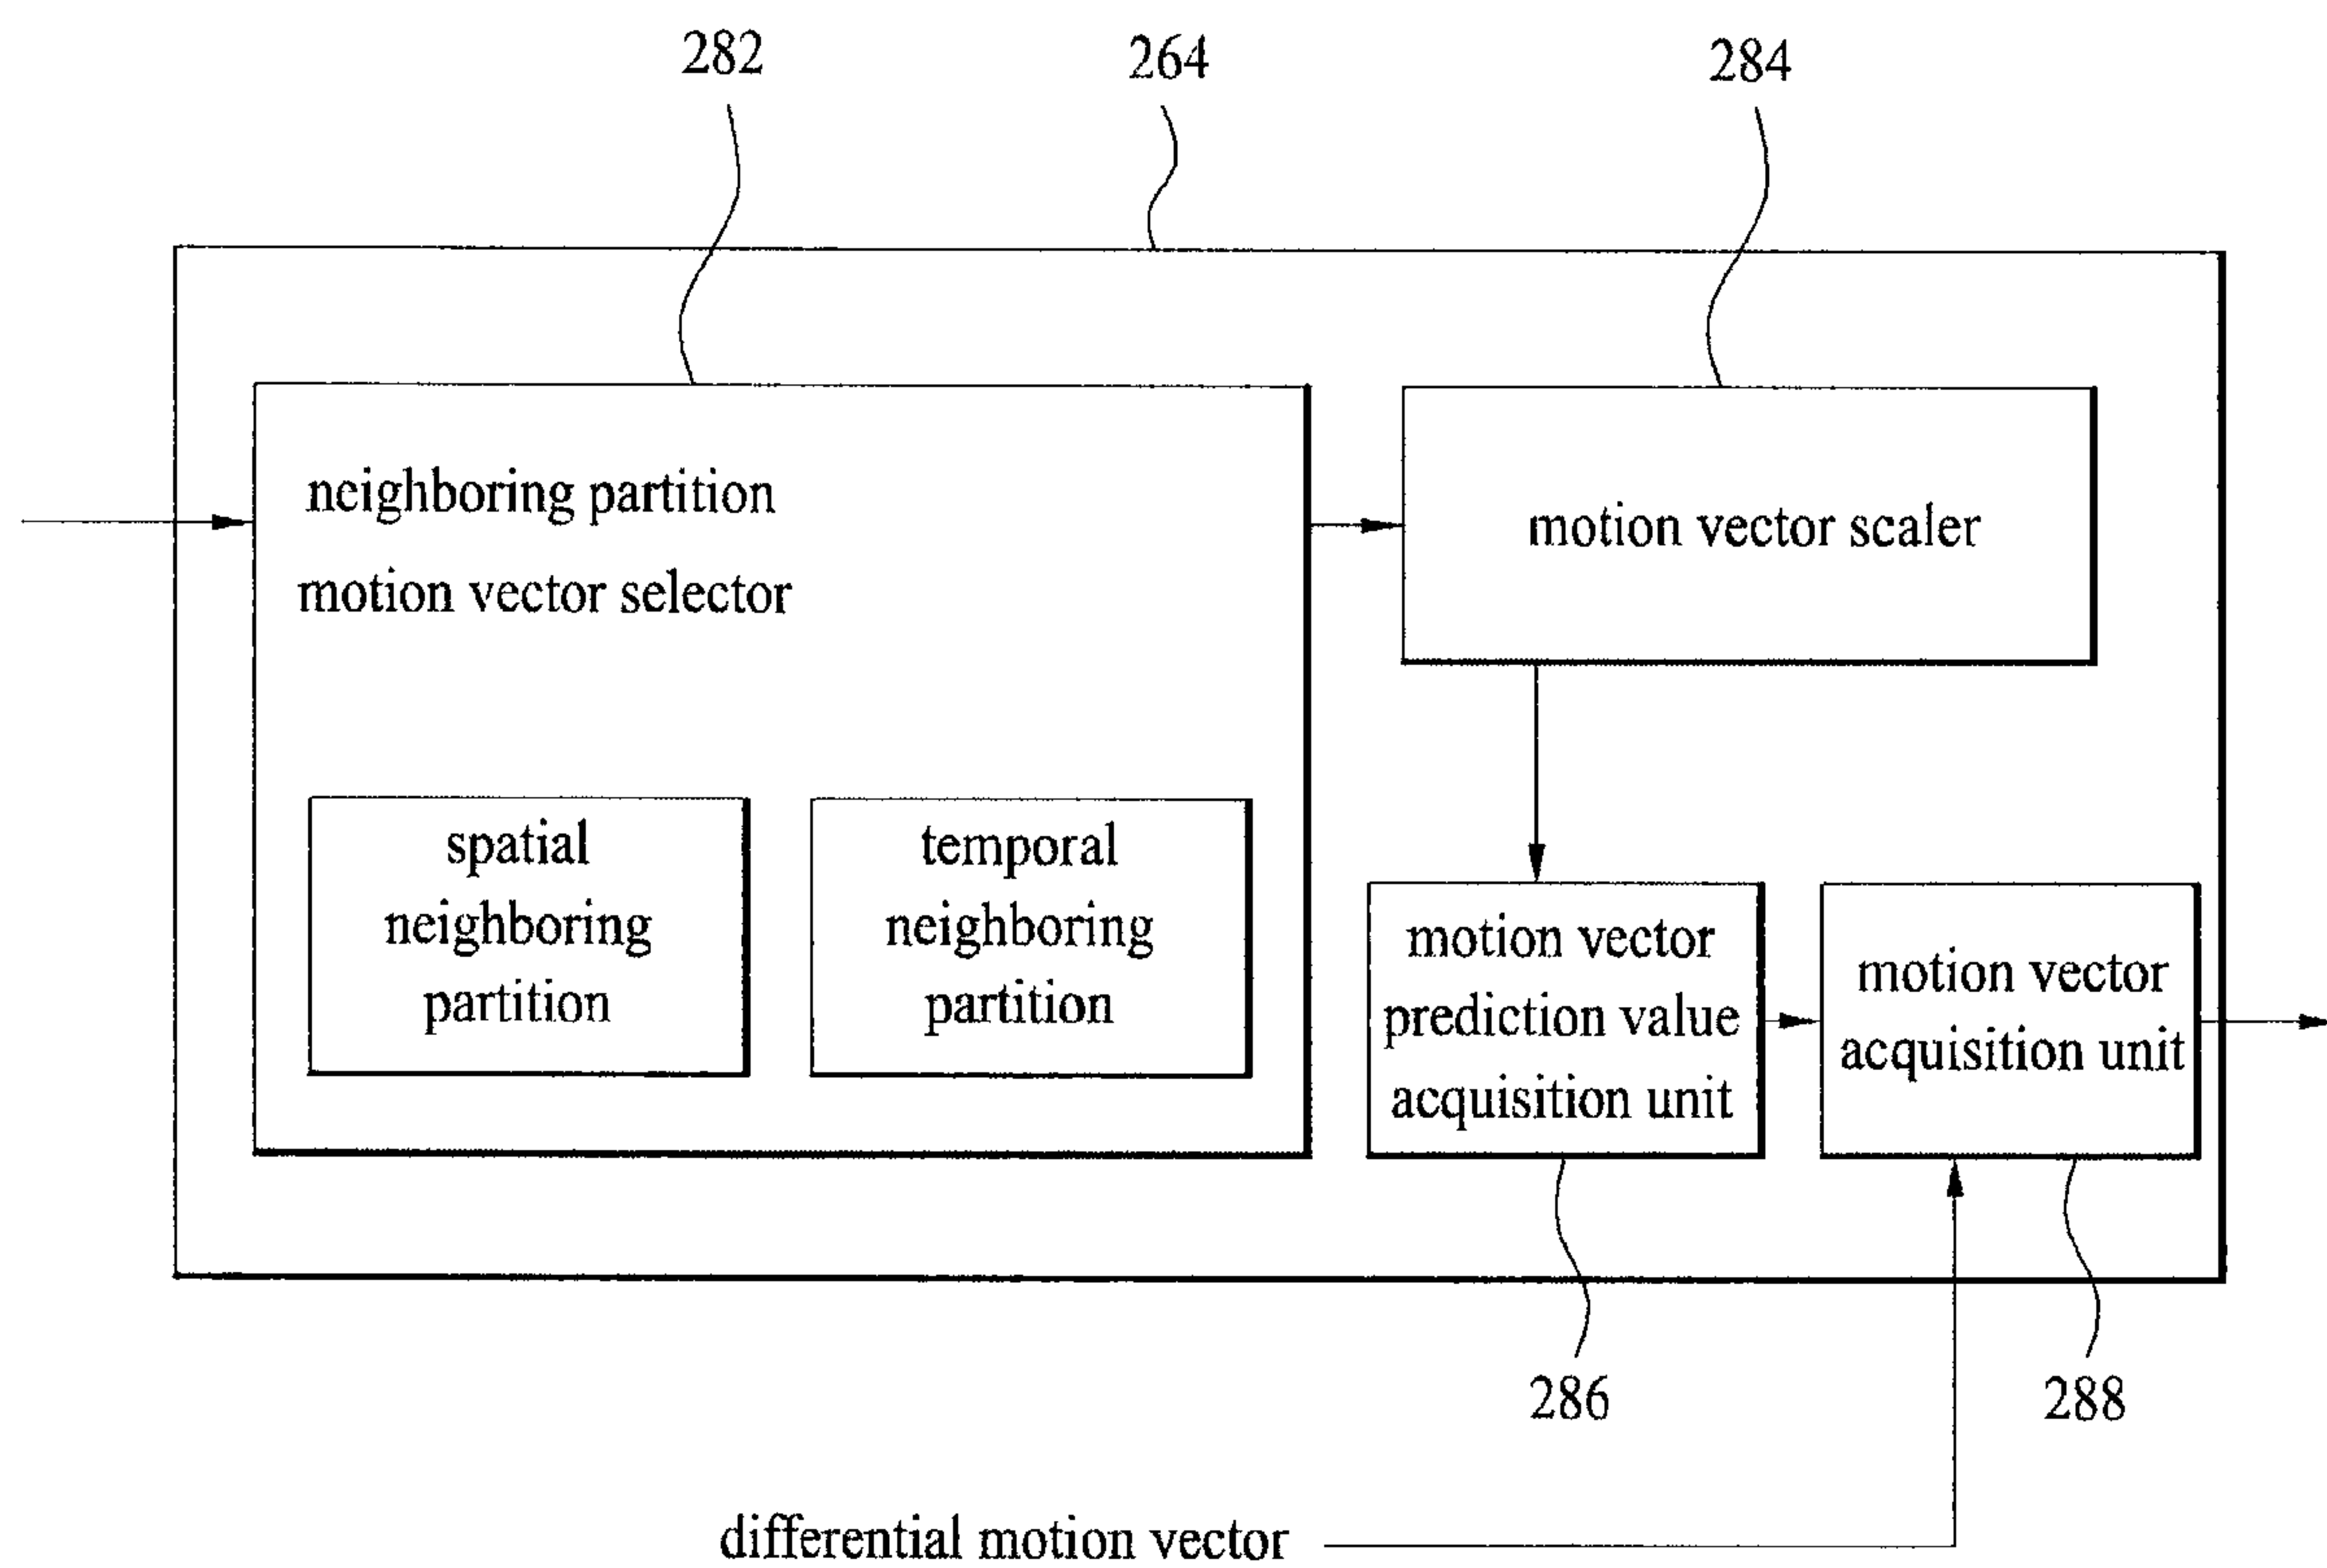 282
264
284
neighboring partition
motion vector selector
motion vector scaler
spatial
neighboring
partition
temporal
neighboring
partition
motion vector
prediction value
acquisition unit
motion vector
acquisition unit
286
288
differential motion vector